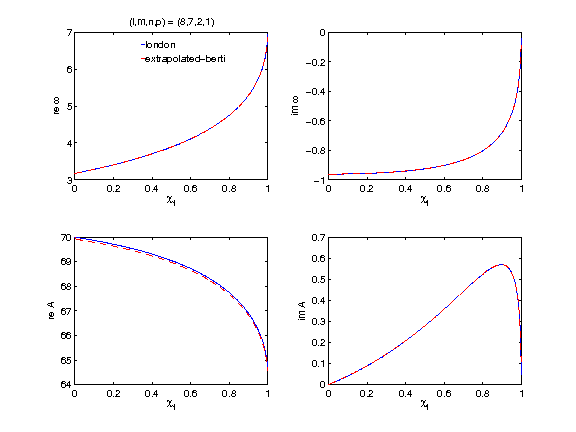 (l,m,n,p) = (8,7,2,1)
london
extrapolated−berti
7
6
5
4
3
re ω
0 0.2 0.4 0.6 0.8 1
χf
0
−0.2
−0.4
−0.6
−0.8
−1
im ω
0 0.2 0.4 0.6 0.8 1
χf
70
69
68
67
66
65
64
re A
0 0.2 0.4 0.6 0.8 1
χf
0.7
0.6
0.5
0.4
0.3
0.2
0.1
0
im A
0 0.2 0.4 0.6 0.8 1
χf